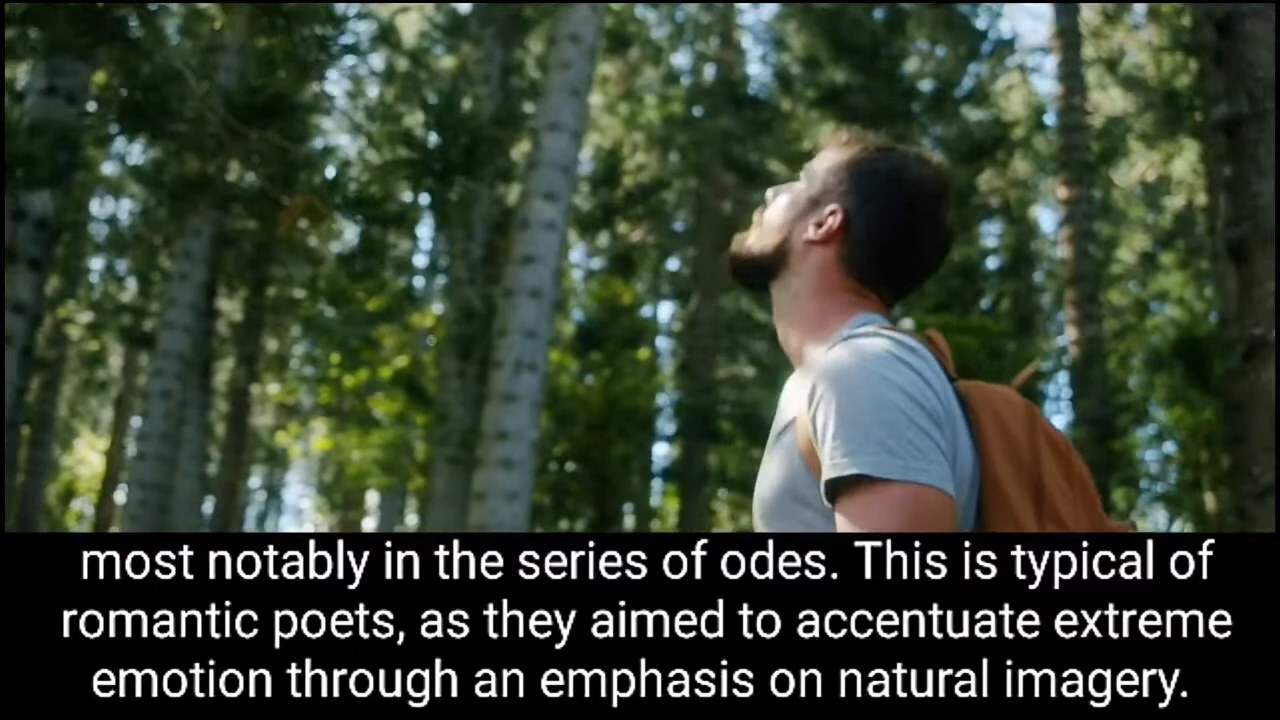 most notably in the series of odes. This is typical of
romantic poets, as they aimed to accentuate extreme
emotion through an emphasis on natural imagery.